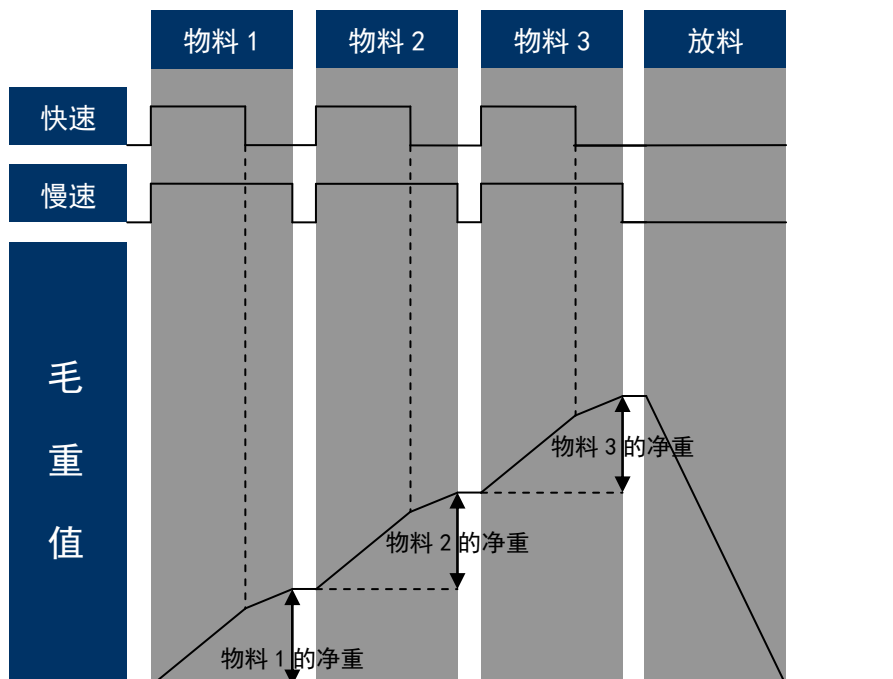 物料 1
物料 2
物料 3
放料
快速
慢速
毛
重
值
物料 3 的净重
物料 2 的净重
物料 1 的净重